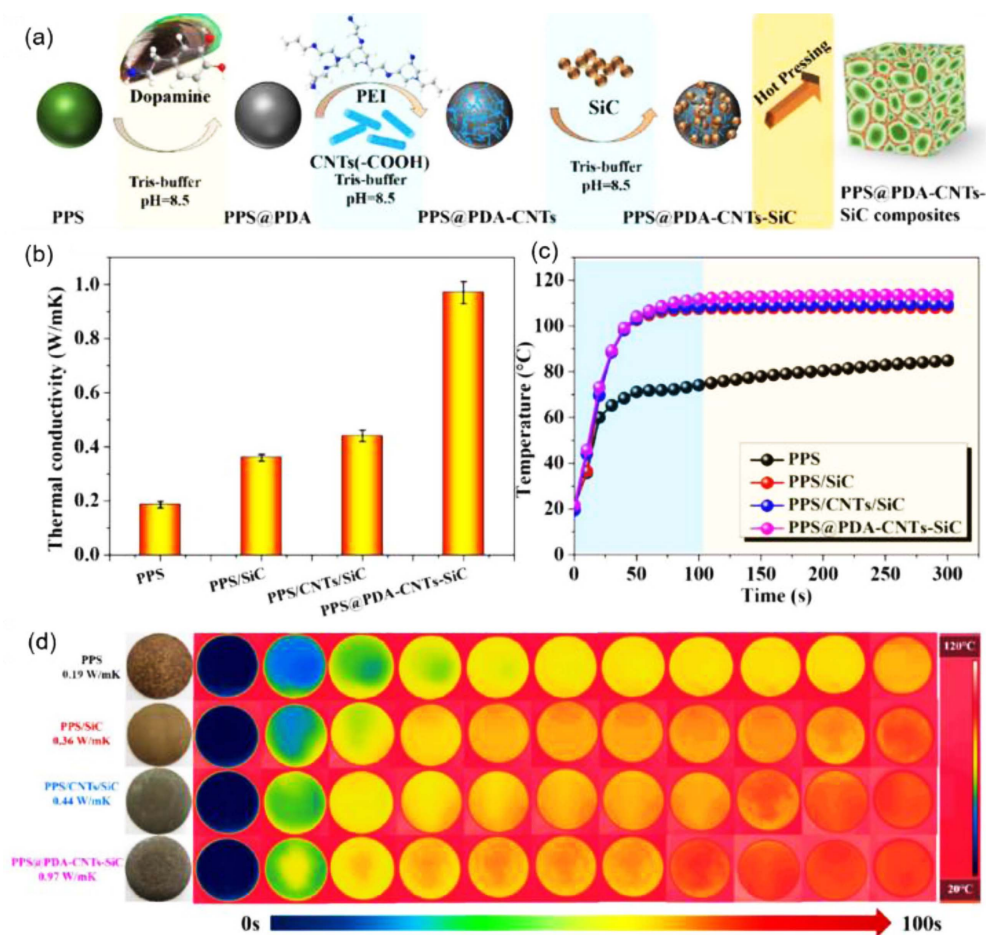 (a)
Dopamine
Tris-buffer
pH=8.5
PPS
PPS@PDA
PEI
CNTs(-COOH)
Tris-buffer
pH=8.5
PPS@PDA-CNTs
SiC
Tris-buffer
pH=8.5
PPS@PDA-CNTs-SiC
Hot Pressing
PPS@PDA-CNTs-
SiC composites
(b)
Thermal conductivity (W/mK)
1.0
0.8
0.6
0.4
0.2
0.0
PPS
PPS/SiC
PPS/CNTs/SiC
PPS@PDA-CNTs-SiC
(c)
Temperature (°C)
120
100
80
60
40
20
0
PPS
PPS/SiC
PPS/CNTs/SiC
PPS@PDA-CNTs-SiC
0 50 100 150 200 250 300
Time (s)
(d)
PPS
0.19 W/mK
PPS/SiC
0.36 W/mK
PPS/CNTs/SiC
0.44 W/mK
PPS@PDA-CNTs-SiC
0.97 W/mK
120°C
20°C
0s
100s